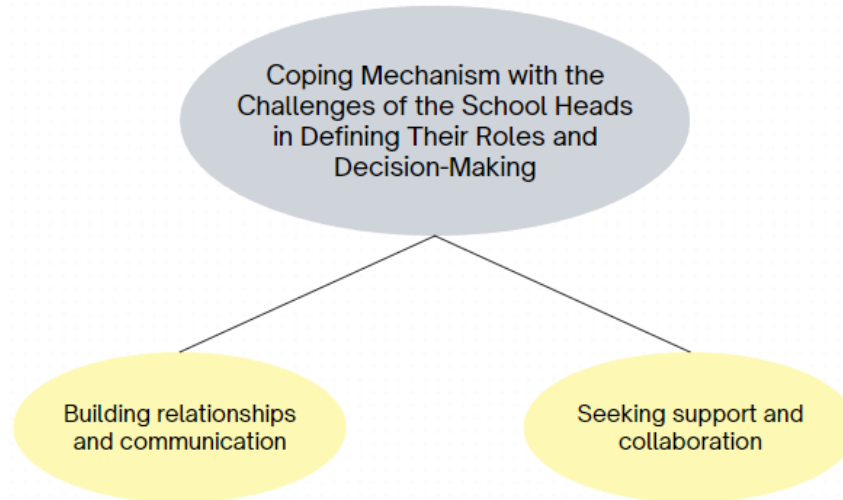 Coping Mechanism with the
Challenges of the School Heads
in Defining Their Roles and
Decision-Making
Building relationships
and communication
Seeking support and
collaboration